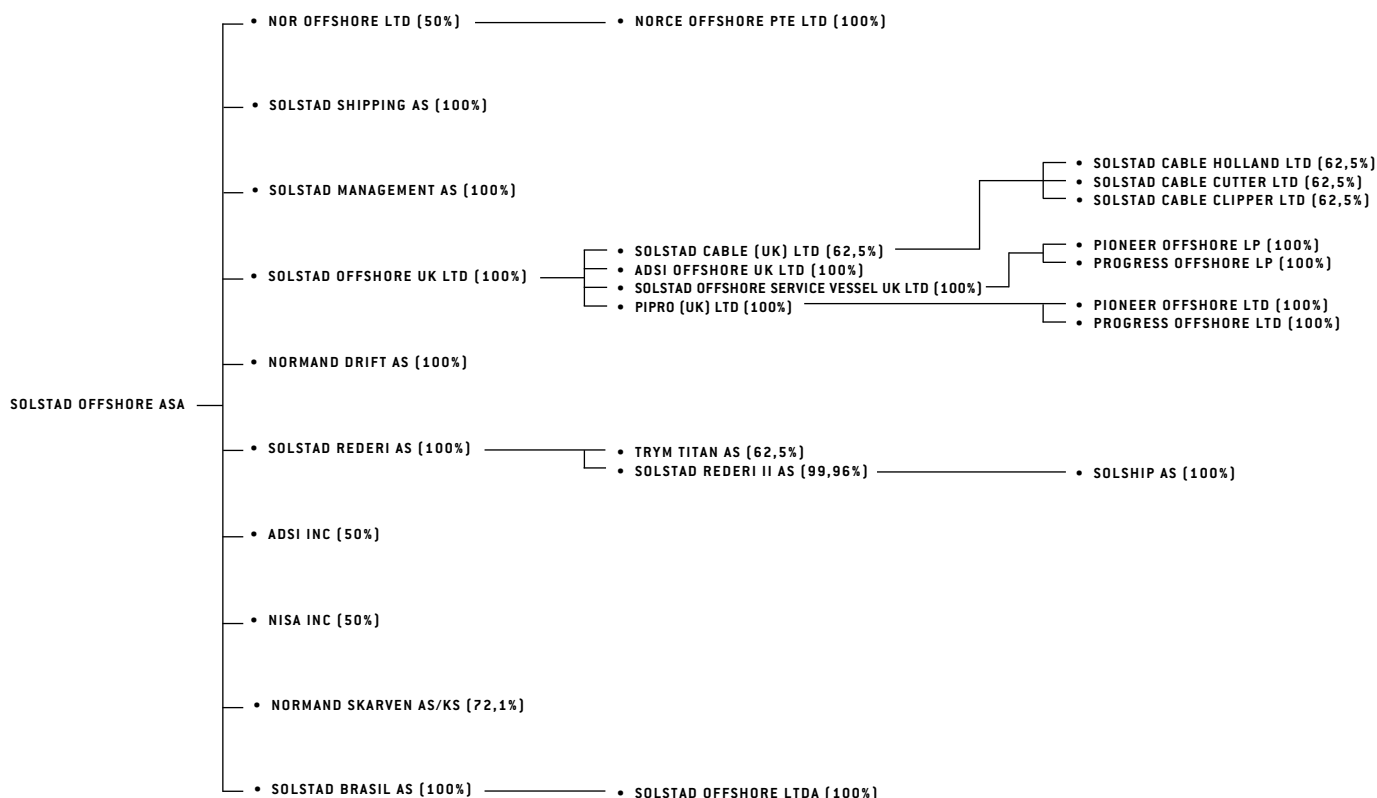 NOR OFFSHORE LTD (50%)
NORCE OFFSHORE PTE LTD (100%)
SOLSTAD SHIPPING AS (100%)
SOLSTAD MANAGEMENT AS (100%)
SOLSTAD OFFSHORE UK LTD (100%)
SOLSTAD CABLE (UK) LTD (62,5%)
ADSI OFFSHORE UK LTD (100%)
SOLSTAD OFFSHORE SERVICE VESSEL UK LTD (100%)
PIPRO (UK) LTD (100%)
SOLSTAD CABLE HOLLAND LTD (62,5%)
SOLSTAD CABLE CUTTER LTD (62,5%)
SOLSTAD CABLE CLIPPER LTD (62,5%)
PIONEER OFFSHORE LP (100%)
PROGRESS OFFSHORE LP (100%)
PIONEER OFFSHORE LTD (100%)
PROGRESS OFFSHORE LTD (100%)
NORMAND DRIFT AS (100%)
SOLSTAD OFFSHORE ASA
SOLSTAD REDERI AS (100%)
TRYM TITAN AS (62,5%)
SOLSTAD REDERI II AS (99,96%)
SOLSHIP AS (100%)
ADSI INC (50%)
NISA INC (50%)
NORMAND SKARVEN AS/KS (72,1%)
SOLSTAD BRASIL AS (100%)
SOLSTAD OFFSHORE LTDA (100%)